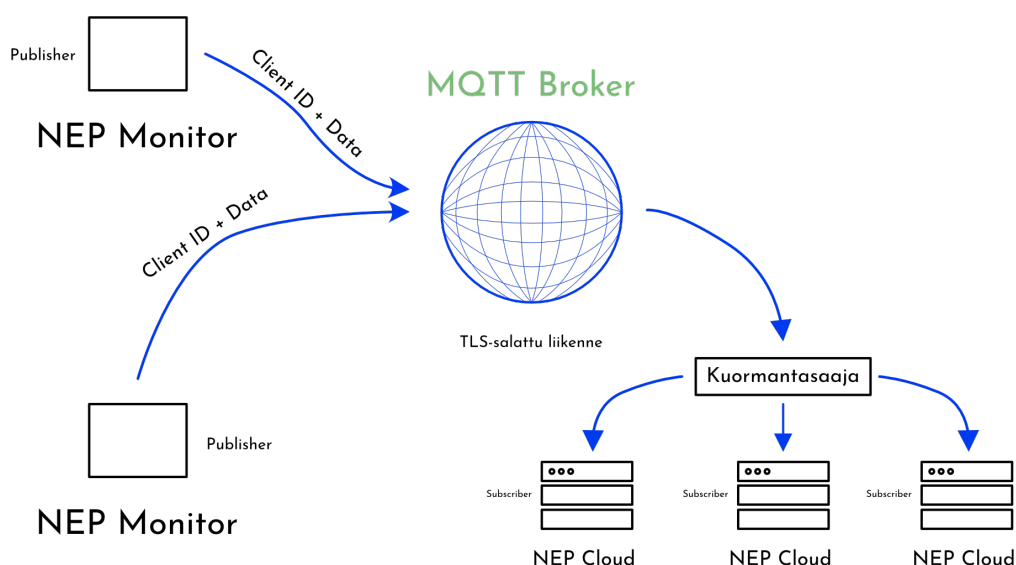 Publisher
NEP Monitor
Client ID + Data
MQTT Broker
Client ID + Data
TLS-salattu liikenne
Kuormantasaaja
Publisher
NEP Monitor
Subscriber
Subscriber
Subscriber
NEP Cloud
NEP Cloud
NEP Cloud